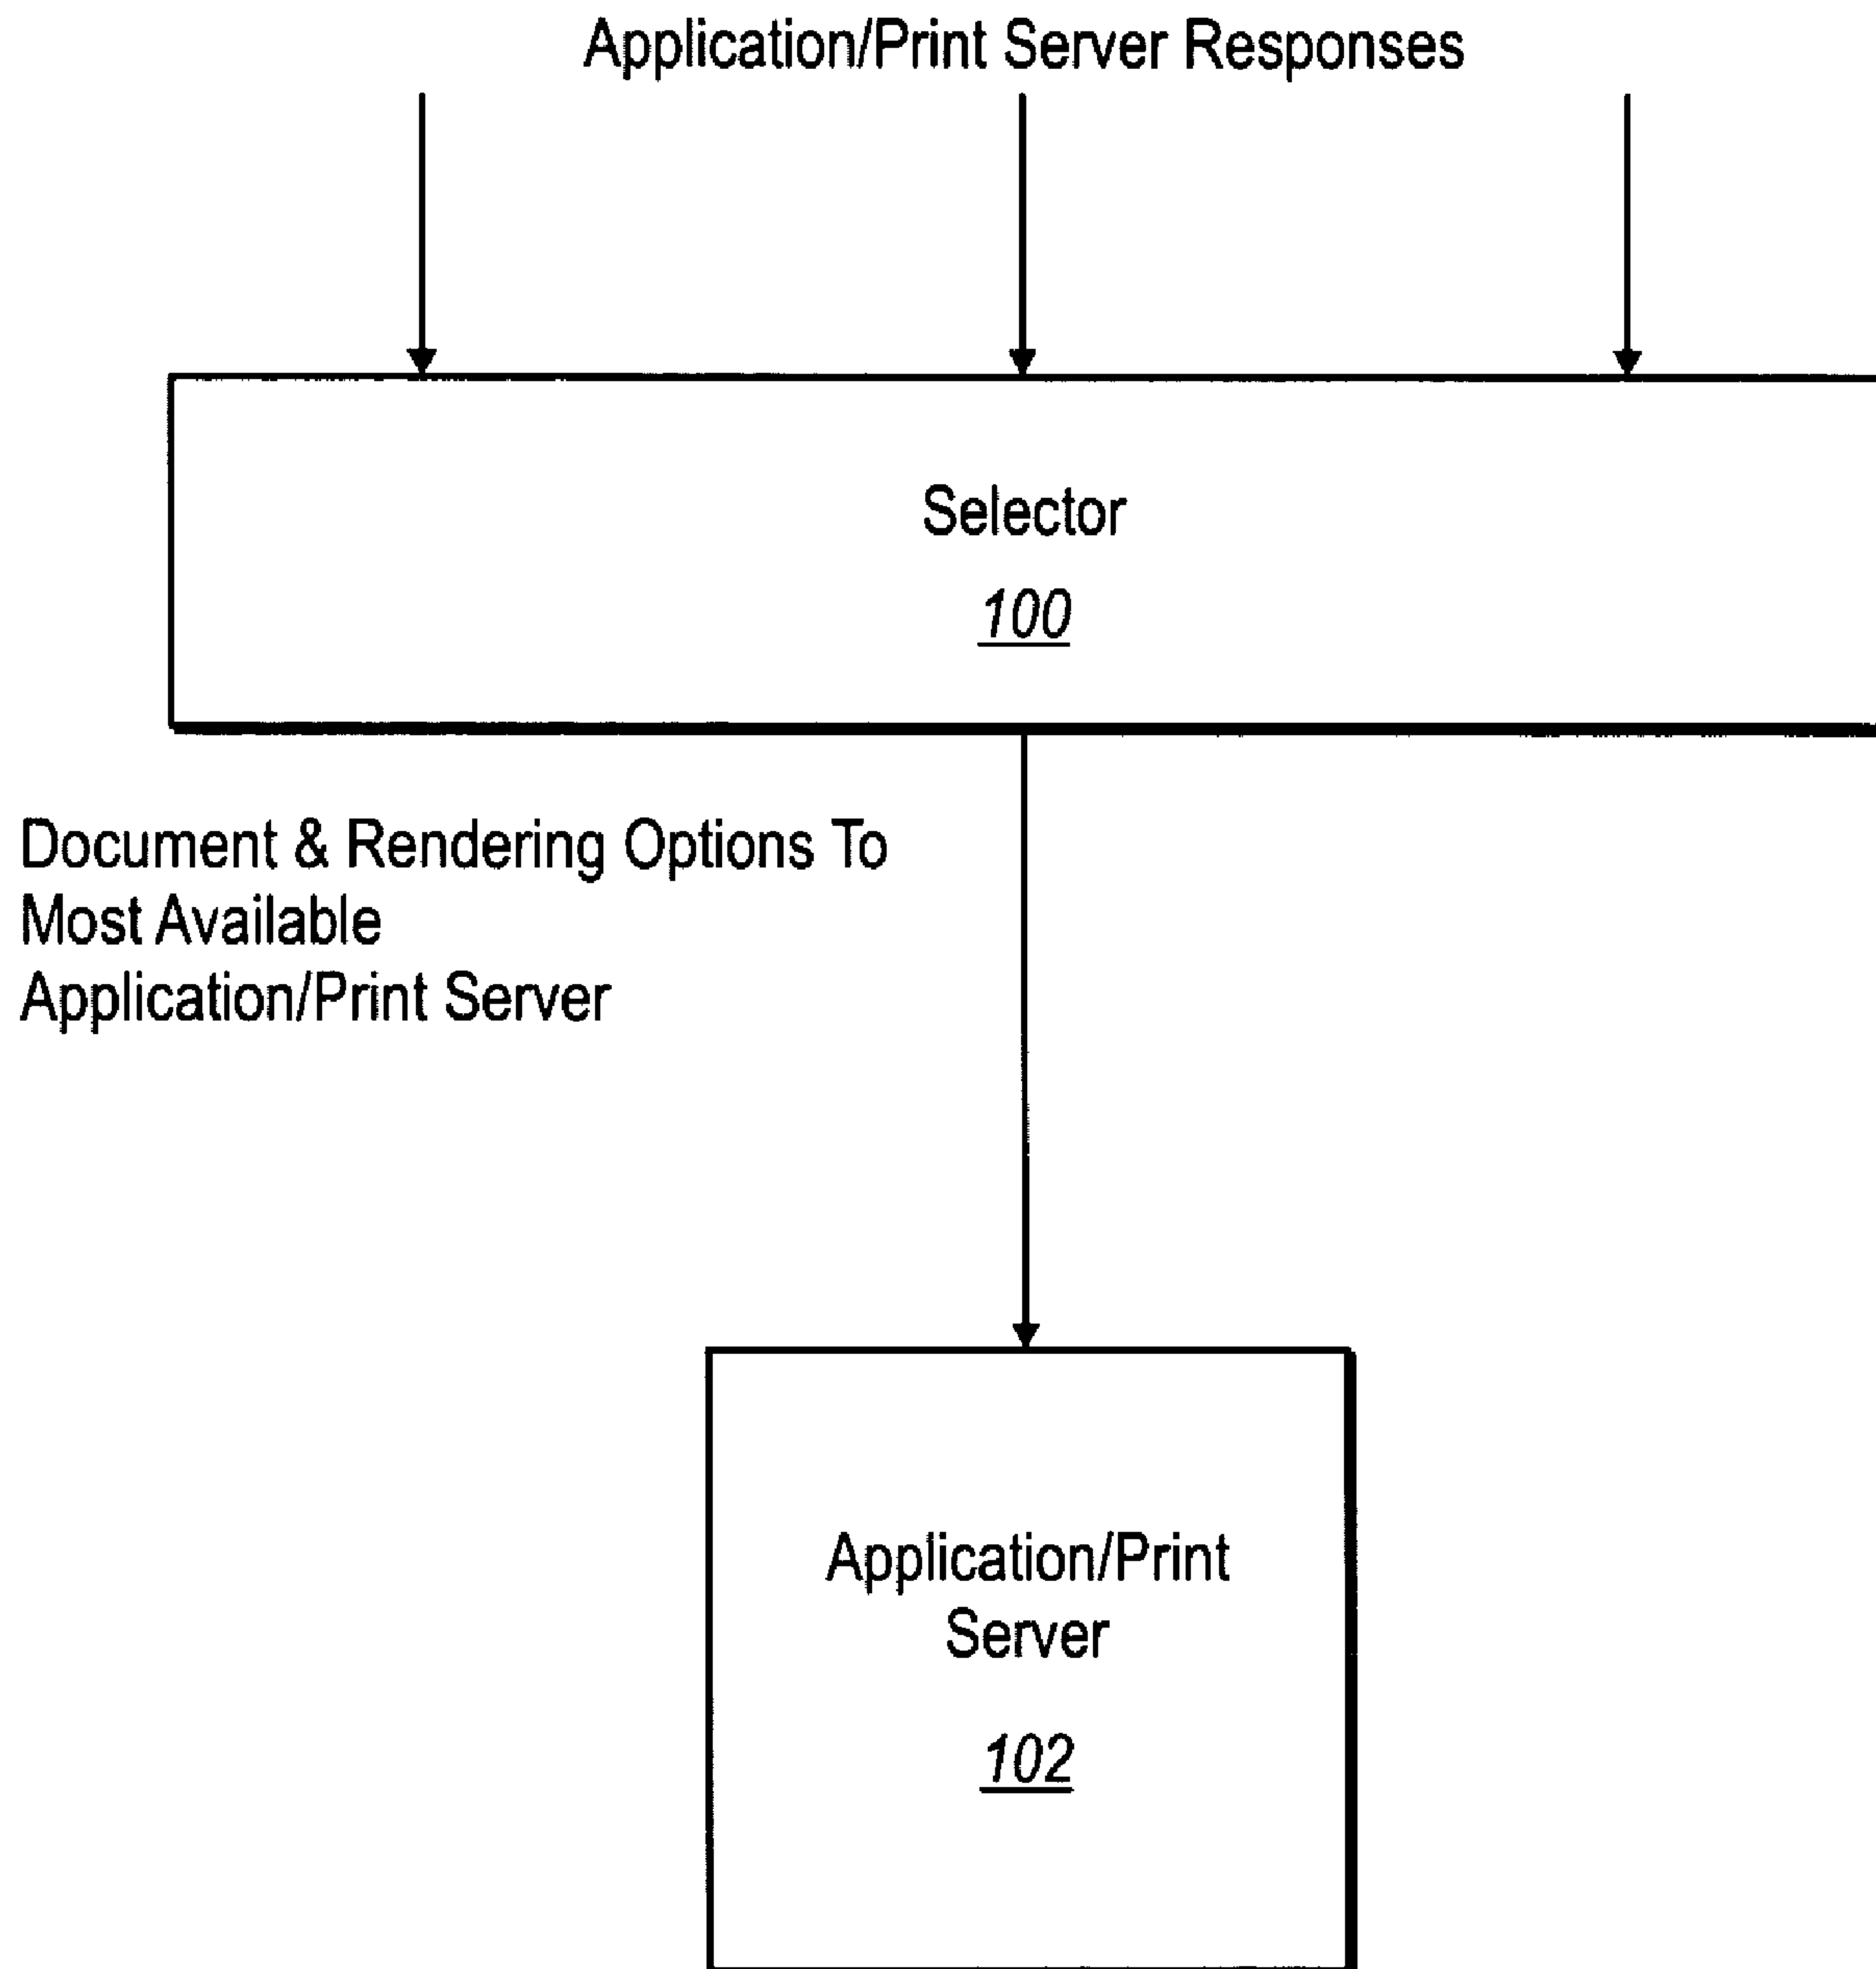 Application/Print Server Responses
Selector
100
Document & Rendering Options To
Most Available
Application/Print Server
Application/Print
Server
102